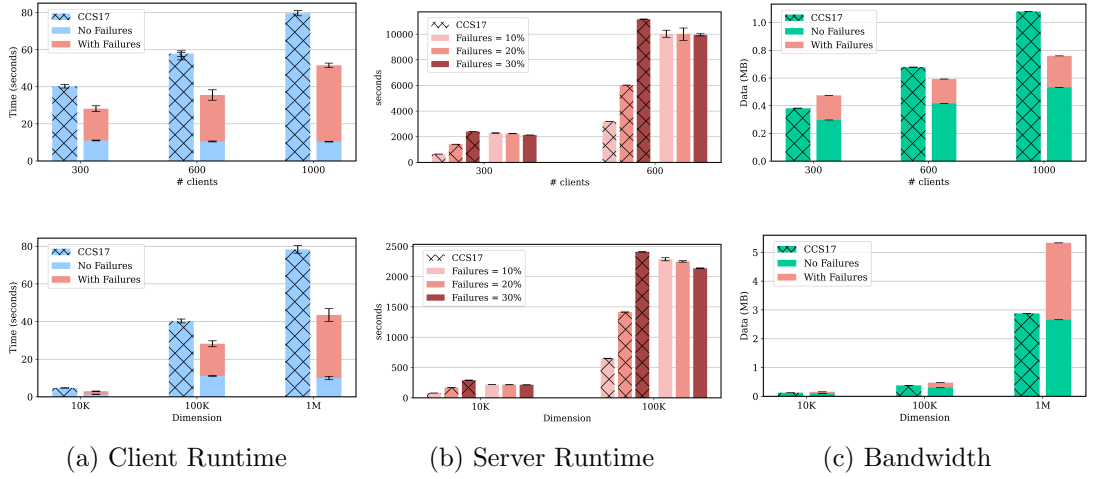 80
60
40
20
0
Time (seconds)
CCS17
No Failures
With Failures
300
600
1000
# clients
10000
8000
6000
4000
2000
0
seconds
CCS17
Failures = 10%
Failures = 20%
Failures = 30%
300
600
# clients
1.0
0.8
0.6
0.4
0.2
0.0
Data (MB)
CCS17
No Failures
With Failures
300
600
1000
# clients
80
60
40
20
0
Time (seconds)
CCS17
No Failures
With Failures
10K
100K
1M
Dimension
2500
2000
1500
1000
500
0
seconds
CCS17
Failures = 10%
Failures = 20%
Failures = 30%
10K
100K
Dimension
5
4
3
2
1
0
Data (MB)
CCS17
No Failures
With Failures
10K
100K
1M
Dimension
(a) Client Runtime
(b) Server Runtime
(c) Bandwidth